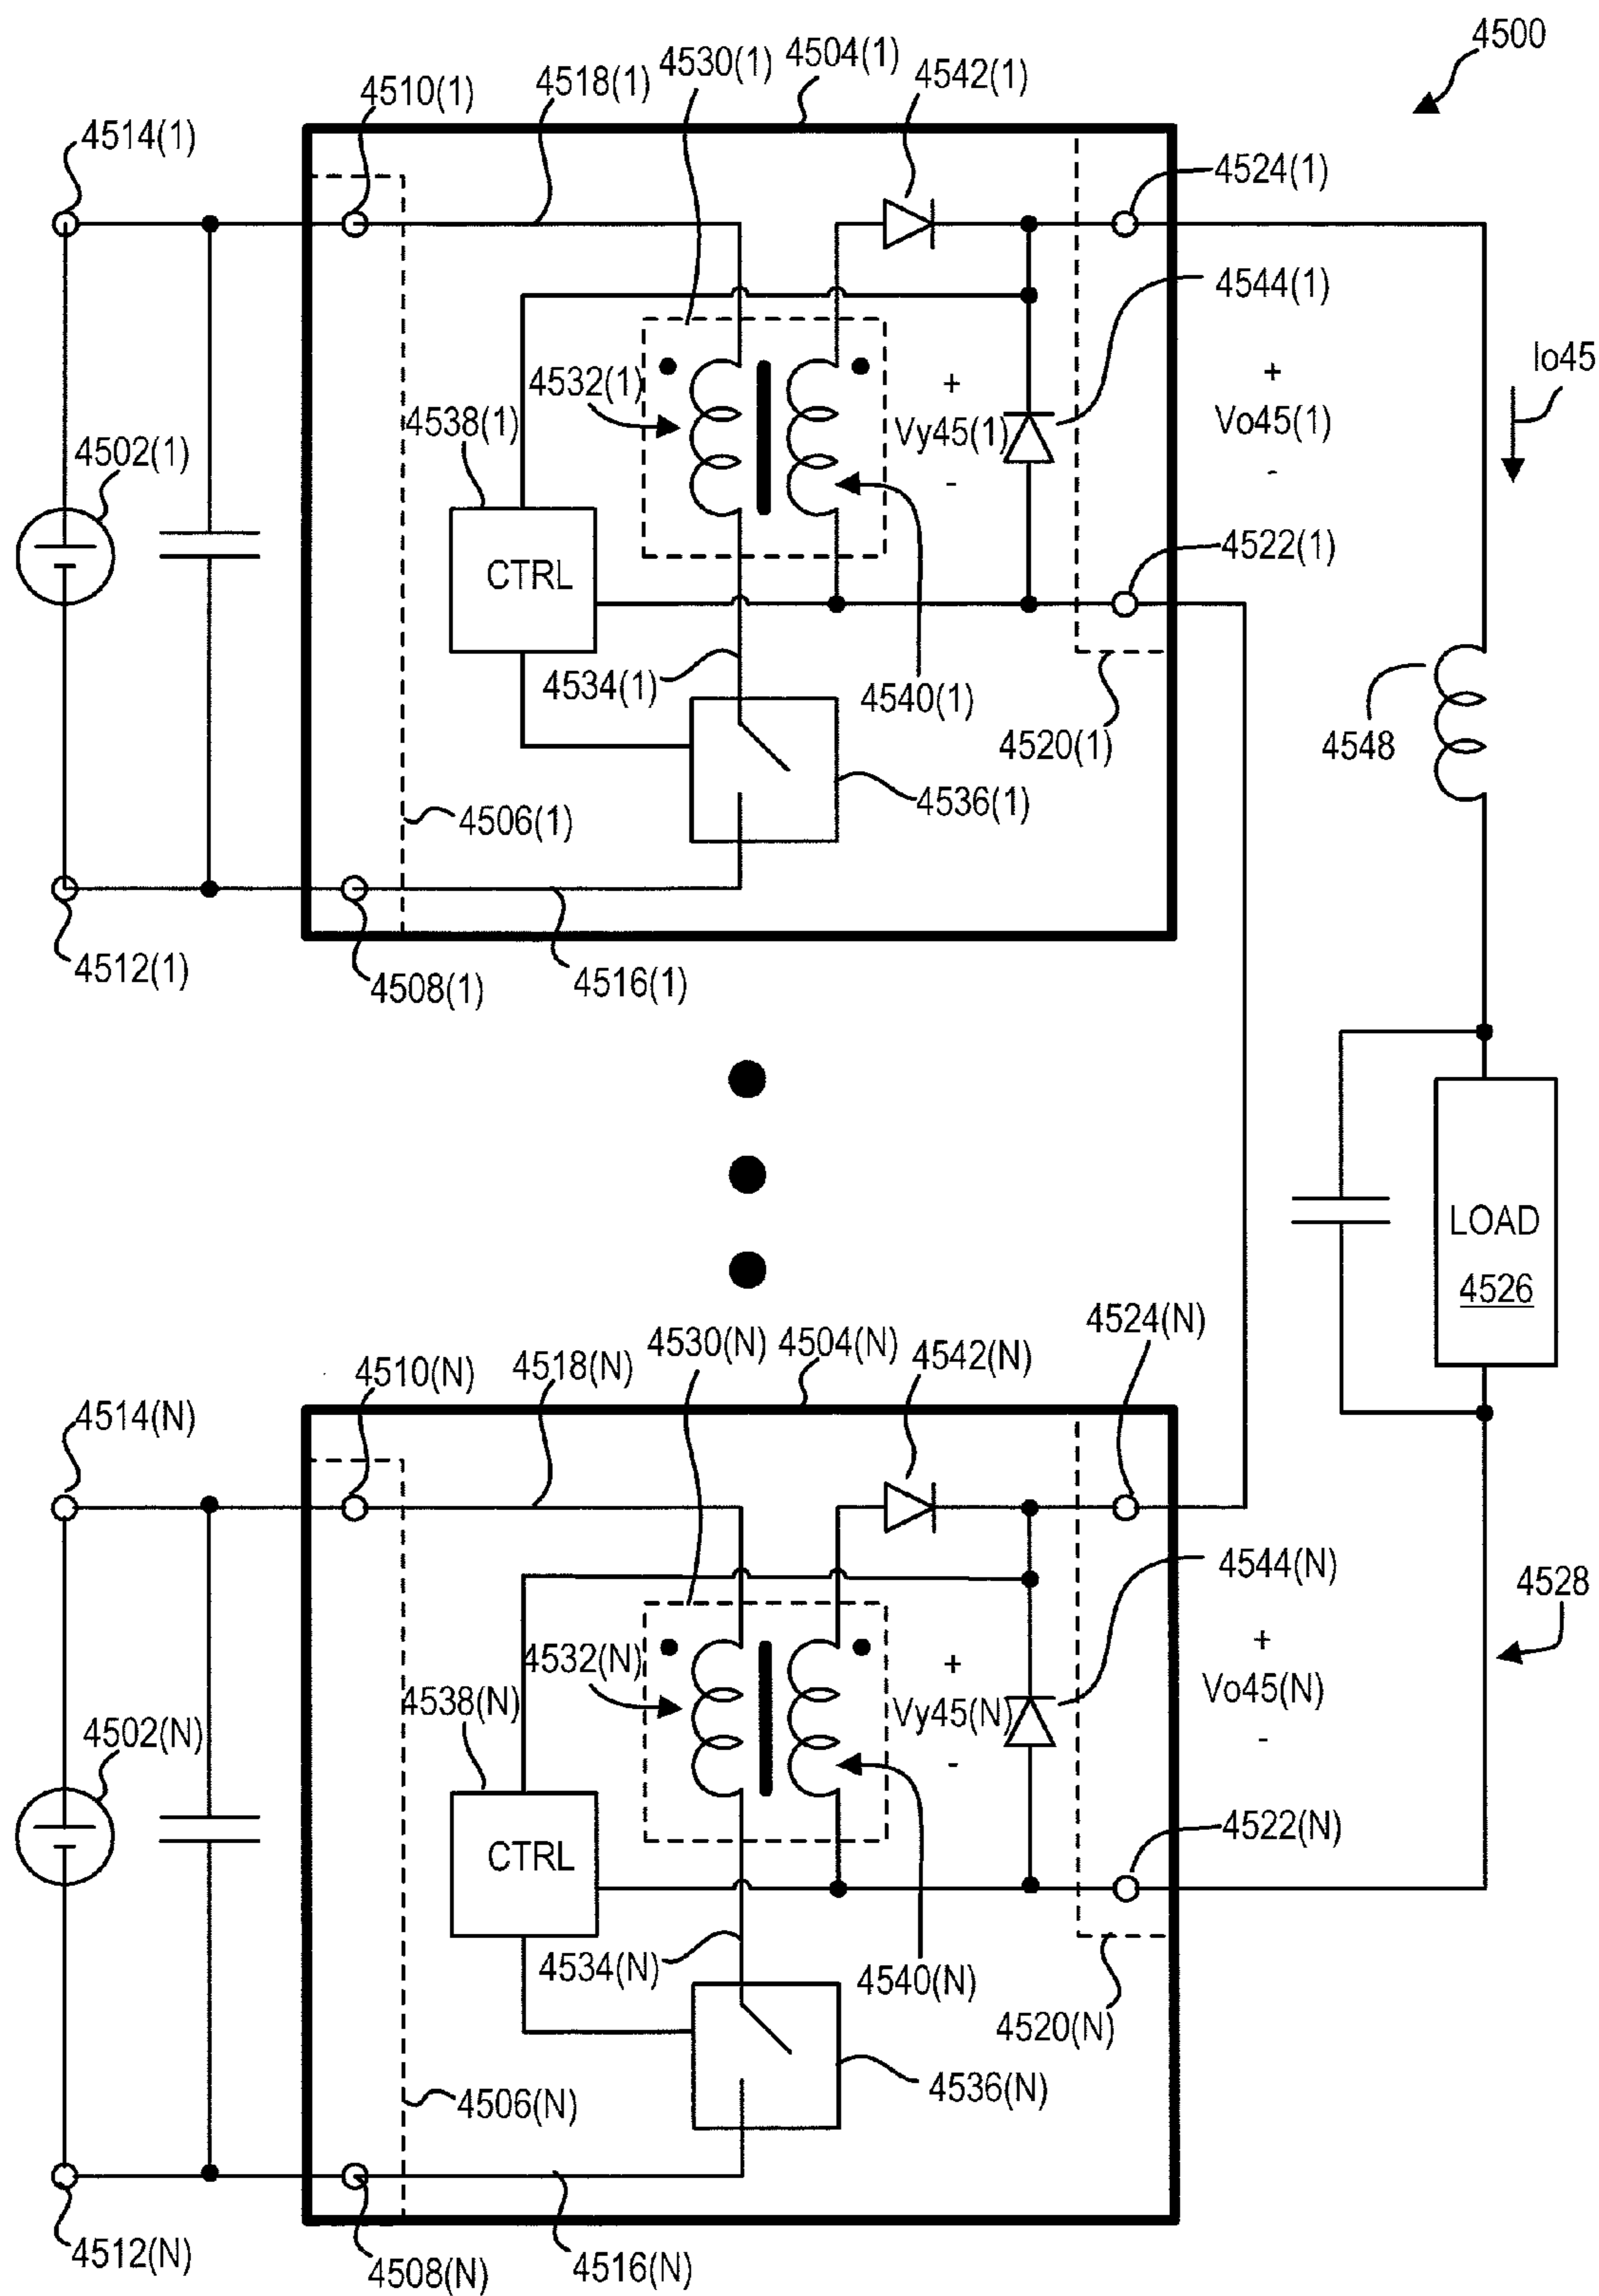 4500
4530(1)
4504(1)
4542(1)
4510(1)
4518(1)
4514(1)
4524(1)
4544(1)
Io45
4532(1)
+
Vy45(1)
-
+
Vo45(1)
-
4538(1)
4502(1)
4522(1)
CTRL
4534(1)
4540(1)
4520(1)
4548
4536(1)
4506(1)
4512(1)
4508(1)
4516(1)
LOAD
4526
4524(N)
4530(N)
4504(N)
4542(N)
4510(N)
4518(N)
4514(N)
4544(N)
4528
4532(N)
+
Vy45(N)
-
+
Vo45(N)
-
4538(N)
4502(N)
4522(N)
CTRL
4534(N)
4540(N)
4520(N)
4536(N)
4506(N)
4512(N)
4508(N)
4516(N)